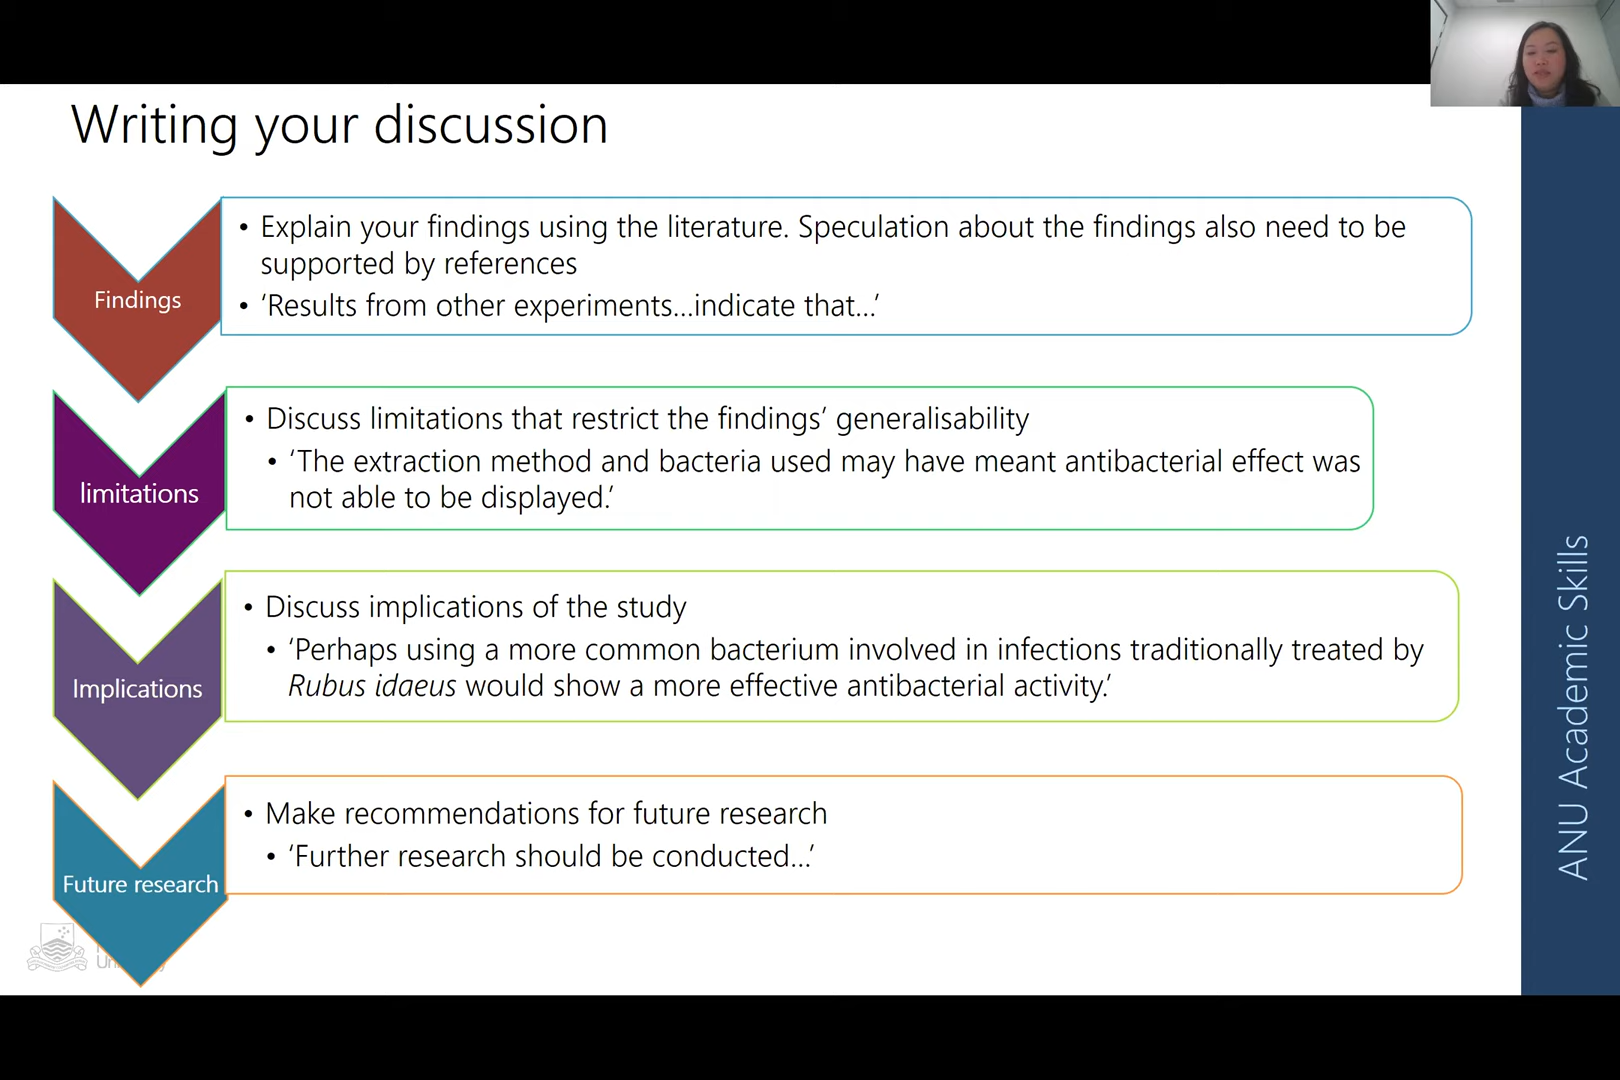 Writing your discussion
Findings
• Explain your findings using the literature. Speculation about the findings also need to be
supported by references
• ‘Results from other experiments...indicate that...’
limitations
• Discuss limitations that restrict the findings’ generalisability
• ‘The extraction method and bacteria used may have meant antibacterial effect was
not able to be displayed.’
Implications
• Discuss implications of the study
• ‘Perhaps using a more common bacterium involved in infections traditionally treated by
Rubus idaeus would show a more effective antibacterial activity.’
Future research
• Make recommendations for future research
• ‘Further research should be conducted...’
ANU Academic Skills